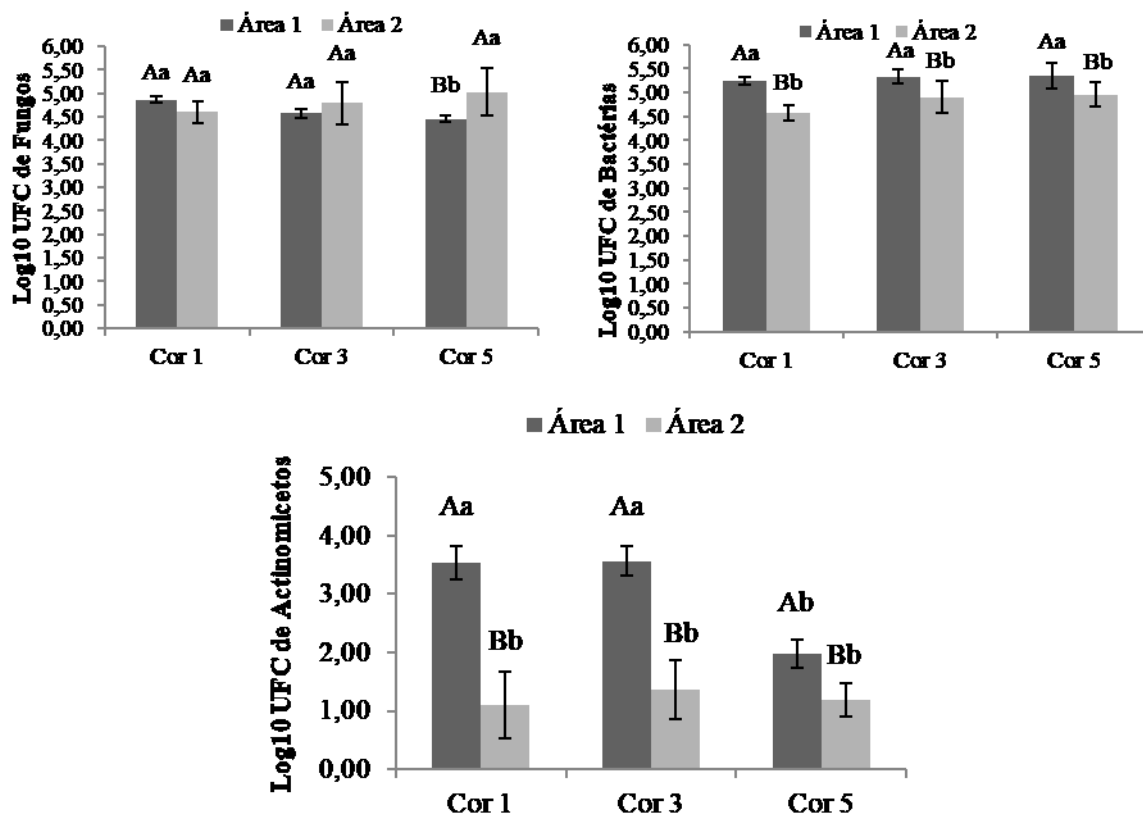 Área 1 Área 2
Log10 UFC de Fungos
6,00
5,50
5,00
4,50
4,00
3,50
3,00
2,50
2,00
1,50
1,00
0,50
0,00
Aa Aa Aa Aa Bb Aa
Cor 1 Cor 3 Cor 5
Área 1 Área 2
Log10 UFC de Bactérias
6,00
5,50
5,00
4,50
4,00
3,50
3,00
2,50
2,00
1,50
1,00
0,50
0,00
Aa Bb Aa Bb Aa Bb
Cor 1 Cor 3 Cor 5
Área 1 Área 2
Log10 UFC de Actinomicetos
5,00
4,00
3,00
2,00
1,00
0,00
Aa Bb Aa Bb Ab Bb
Cor 1 Cor 3 Cor 5